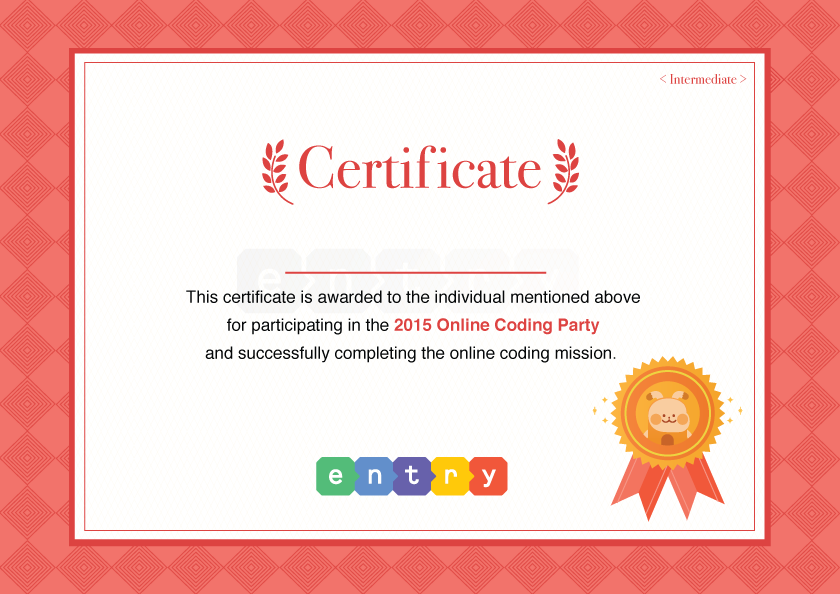 < Intermediate >
Certificate
This certificate is awarded to the individual mentioned above
for participating in the 2015 Online Coding Party
and successfully completing the online coding mission.
entry